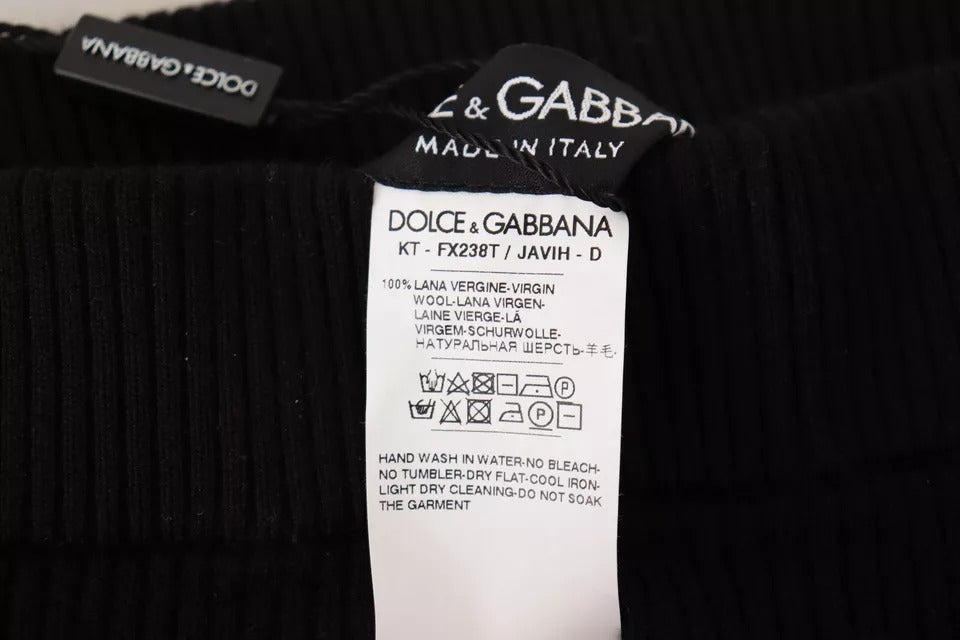 DOLCE & GABBANA
& GABBAN
MADE IN ITALY
DOLCE & GABBANA
KT - FX238T / JAVIH - D
100% LANA VERGINE-VIRGIN
WOOL-LANA VIRGEN-
LAINE VIERGE-LÃ
VIRGEM-SCHURWOLLE-
НАТУРАЛЬНАЯ ШЕРСТЬ-羊毛-
P
P
HAND WASH IN WATER-NO BLEACH-
NO TUMBLER-DRY FLAT-COOL IRON-
LIGHT DRY CLEANING-DO NOT SOAK
THE GARMENT